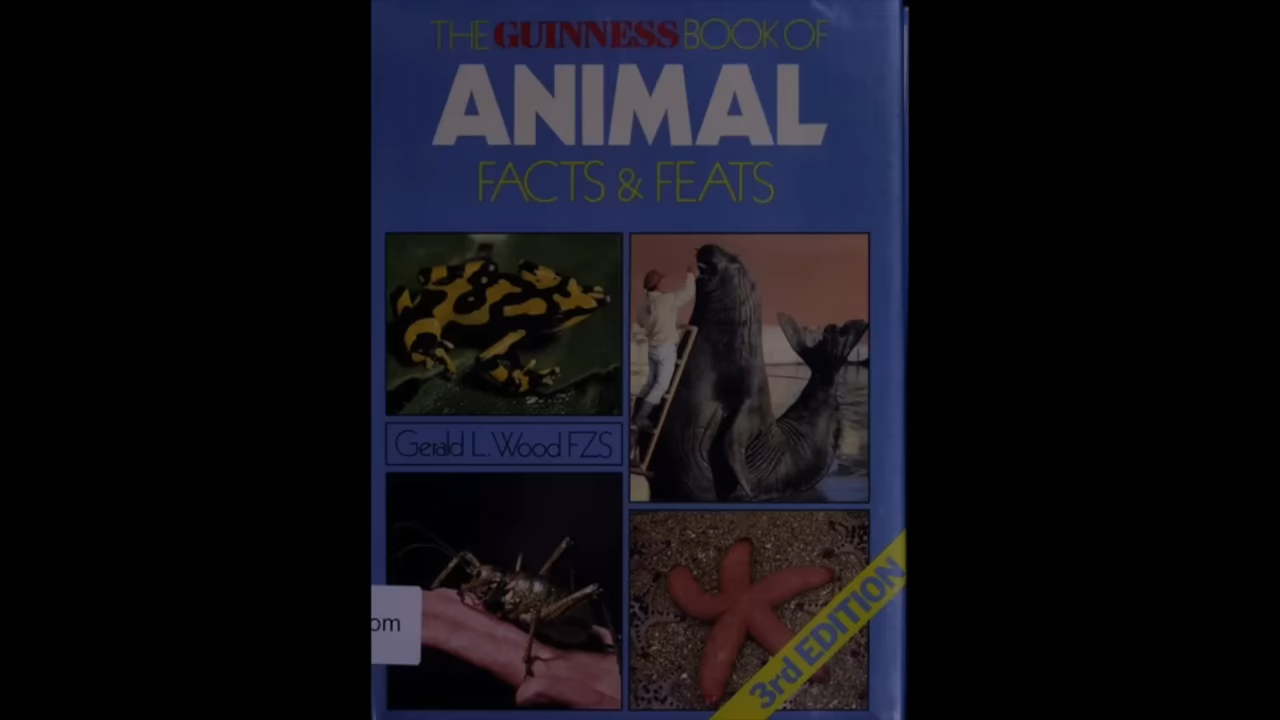 THE GUINNESS BOOK OF
ANIMAL
FACTS & FEATS
Gerald L. Wood FZS
om
3rd EDITION